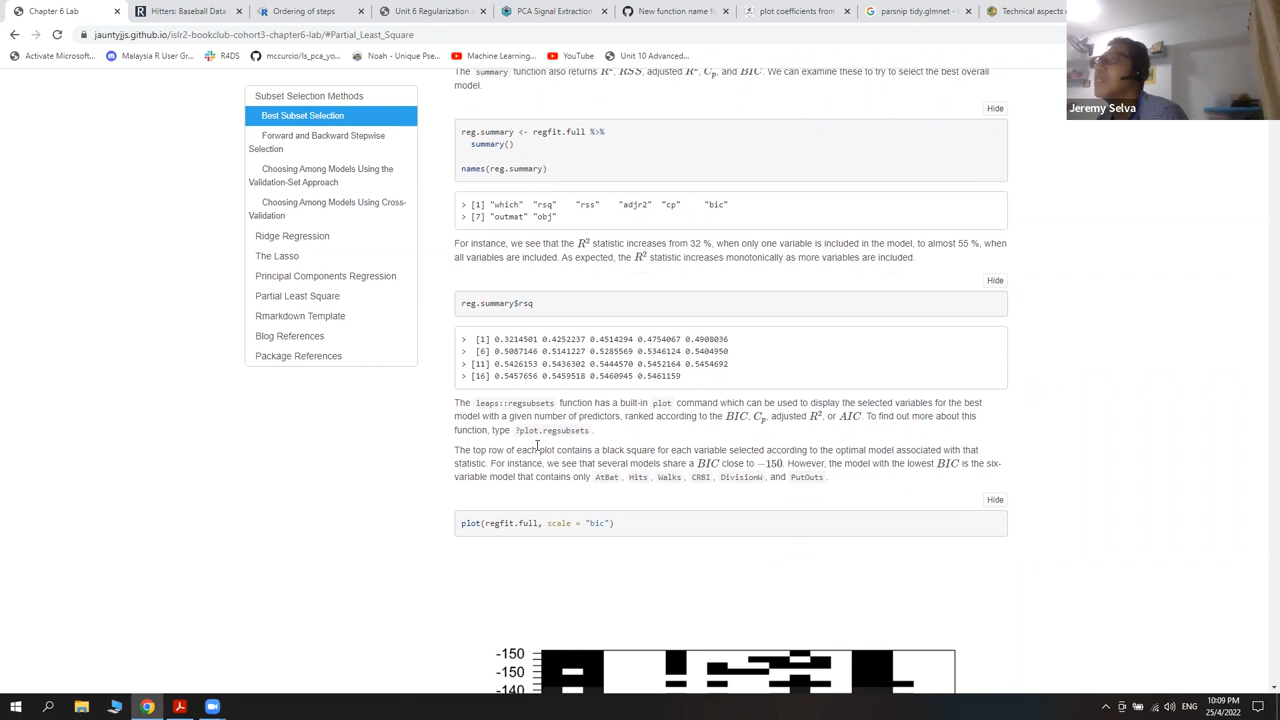 Chapter 6 Lab
Hitters: Baseball Data
Ordering of steps
Unit 6 Regularization
PCA Signal Extraction
New function name fo
plot coefficients from
parsnip tidy.glmnet -
Technical aspects
jauntyjjs.github.io/islr2-bookclub-cohort3-chapter6-lab/#Partial_Least_Square
Activate Microsoft...
Malaysia R User Gr...
R4DS
mccurcio/ls_pca_yo...
Noah - Unique Wra...
Machine Learning...
YouTube
Unit 10 Advanced...
Jeremy Selva
Subset Selection Methods
Best Subset Selection
Forward and Backward Stepwise
Selection
Choosing Among Models Using the
Validation-Set Approach
Choosing Among Models Using Cross-
Validation
Ridge Regression
The Lasso
Principal Components Regression
Partial Least Square
Rmarkdown Template
Blog References
Package References
The summary function also returns R², RSS, adjusted R², Cp, and BIC. We can examine these to try to select the best overall
model.
Hide
reg.summary <- regfit.full %>%
summary()
names(reg.summary)
> [1] "which" "rsq" "rss" "adjr2" "cp" "bic"
> [7] "outmat" "obj"
For instance, we see that the R² statistic increases from 32 %, when only one variable is included in the model, to almost 55 %, when
all variables are included. As expected, the R² statistic increases monotonically as more variables are included.
Hide
reg.summary$rsq
> [1] 0.3214501 0.4252237 0.4514294 0.4754067 0.4908036
> [6] 0.5087146 0.5141227 0.5285569 0.5346124 0.5404950
> [11] 0.5426153 0.5436302 0.5444570 0.5452164 0.5454692
> [16] 0.5457656 0.5459518 0.5460945 0.5461159
The leaps::regsubsets function has a built-in plot command which can be used to display the selected variables for the best
model with a given number of predictors, ranked according to the BIC, Cp, adjusted R², or AIC. To find out more about this
function, type ?plot.regsubsets .
The top row of each plot contains a black square for each variable selected according to the optimal model associated with that
statistic. For instance, we see that several models share a BIC close to −150. However, the model with the lowest BIC is the six-
variable model that contains only AtBat , Hits , Walks , CRBI , DivisionW , and PutOuts .
Hide
plot(regfit.full, scale = "bic")
-150
-150
-140
ENG
10:09 PM
25/4/2022